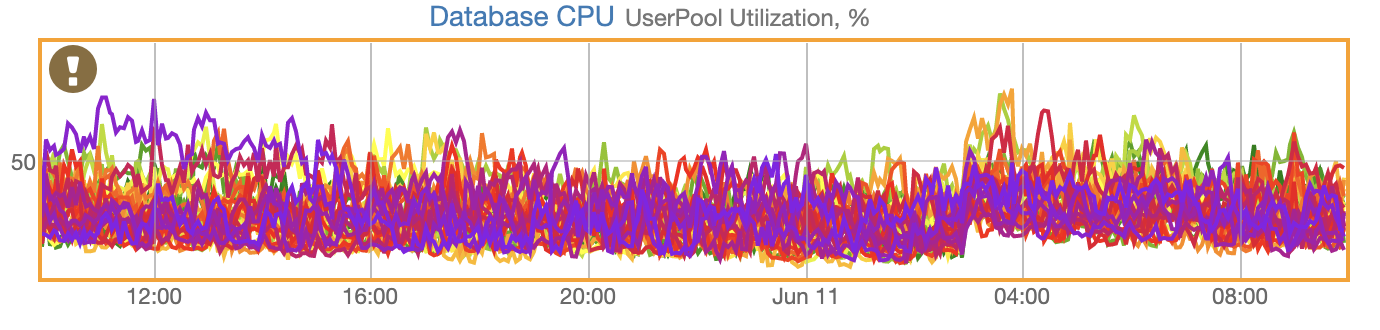 Database CPU UserPool Utilization, %
!
50
12:00 16:00 20:00 Jun 11 04:00 08:00